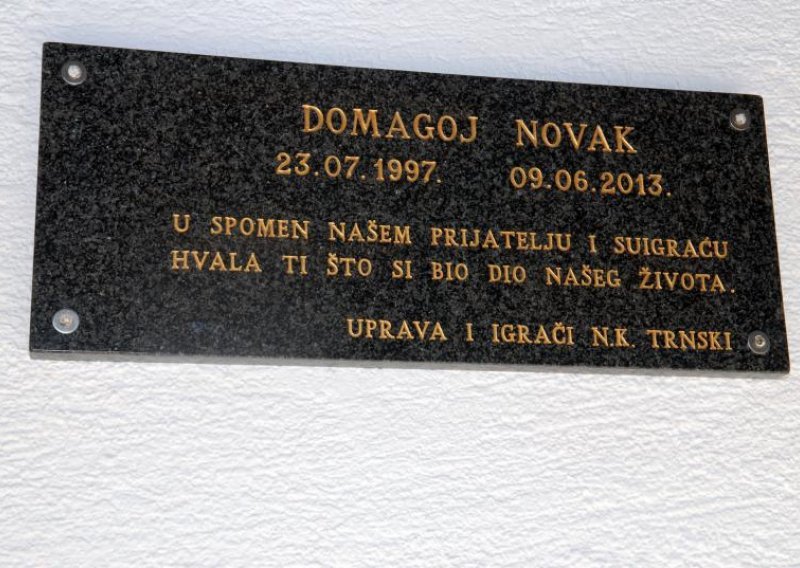 DOMAGOJ NOVAK
23.07.1997. 09.06.2013.
U SPOMEN NAŠEM PRIJATELJU I SUIGRAČU
HVALA TI ŠTO SI BIO DIO NAŠEG ŽIVOTA.
UPRAVA I IGRAČI N.K. TRNSKI